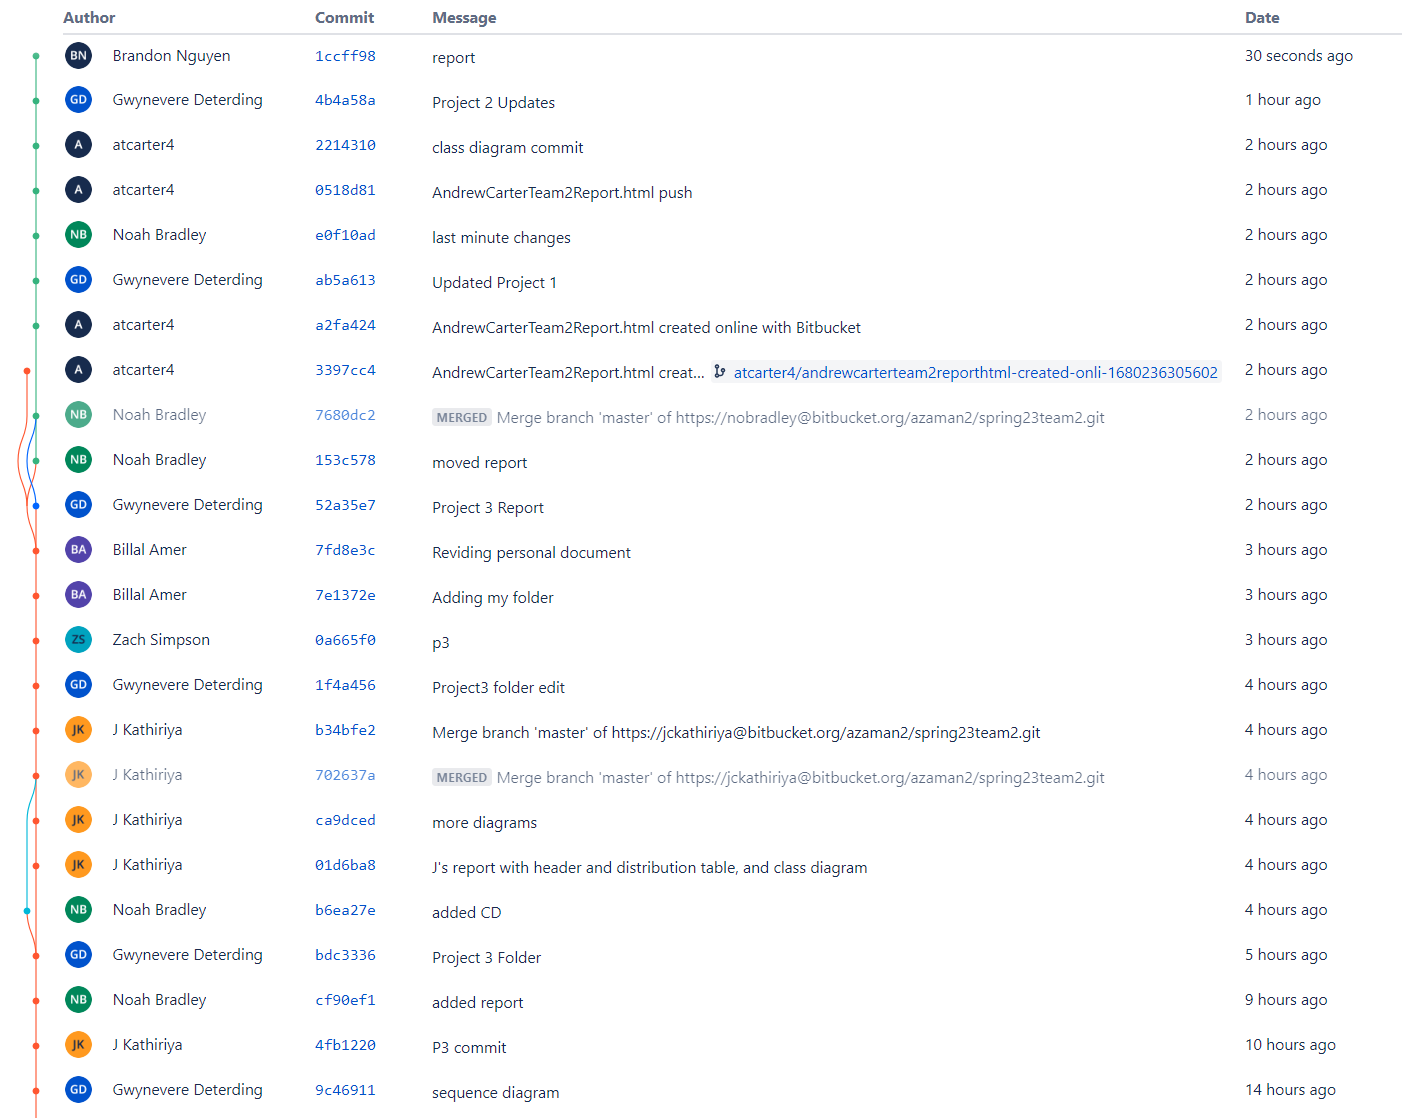 Author Commit Message Date
BN Brandon Nguyen 1ccff98 report 30 seconds ago
GD Gwynevere Deterding 4b4a58a Project 2 Updates 1 hour ago
A atcarter4 2214310 class diagram commit 2 hours ago
A atcarter4 0518d81 AndrewCarterTeam2Report.html push 2 hours ago
NB Noah Bradley e0f10ad last minute changes 2 hours ago
GD Gwynevere Deterding ab5a613 Updated Project 1 2 hours ago
A atcarter4 a2fa424 AndrewCarterTeam2Report.html created online with Bitbucket 2 hours ago
A atcarter4 3397cc4 AndrewCarterTeam2Report.html creat... atcarter4/andrewcarterteam2reporthtml-created-onli-1680236305602 2 hours ago
NB Noah Bradley 7680dc2 MERGED Merge branch 'master' of https://nobradley@bitbucket.org/azaman2/spring23team2.git 2 hours ago
NB Noah Bradley 153c578 moved report 2 hours ago
GD Gwynevere Deterding 52a35e7 Project 3 Report 2 hours ago
BA Billal Amer 7fd8e3c Reviding personal document 3 hours ago
BA Billal Amer 7e1372e Adding my folder 3 hours ago
ZS Zach Simpson 0a665f0 p3 3 hours ago
GD Gwynevere Deterding 1f4a456 Project3 folder edit 4 hours ago
JK J Kathiriya b34bfe2 Merge branch 'master' of https://jckathiriya@bitbucket.org/azaman2/spring23team2.git 4 hours ago
JK J Kathiriya 702637a MERGED Merge branch 'master' of https://jckathiriya@bitbucket.org/azaman2/spring23team2.git 4 hours ago
JK J Kathiriya ca9dced more diagrams 4 hours ago
JK J Kathiriya 01d6ba8 J's report with header and distribution table, and class diagram 4 hours ago
NB Noah Bradley b6ea27e added CD 4 hours ago
GD Gwynevere Deterding bdc3336 Project 3 Folder 5 hours ago
NB Noah Bradley cf90ef1 added report 9 hours ago
JK J Kathiriya 4fb1220 P3 commit 10 hours ago
GD Gwynevere Deterding 9c46911 sequence diagram 14 hours ago